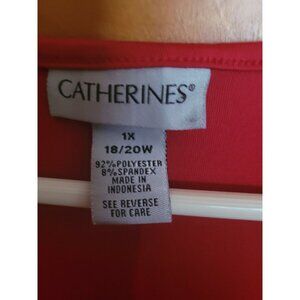 CATHERINES®
1X
18/20W
92%POLYESTER
8%SPANDEX
MADE IN
INDONESIA
SEE REVERSE
FOR CARE